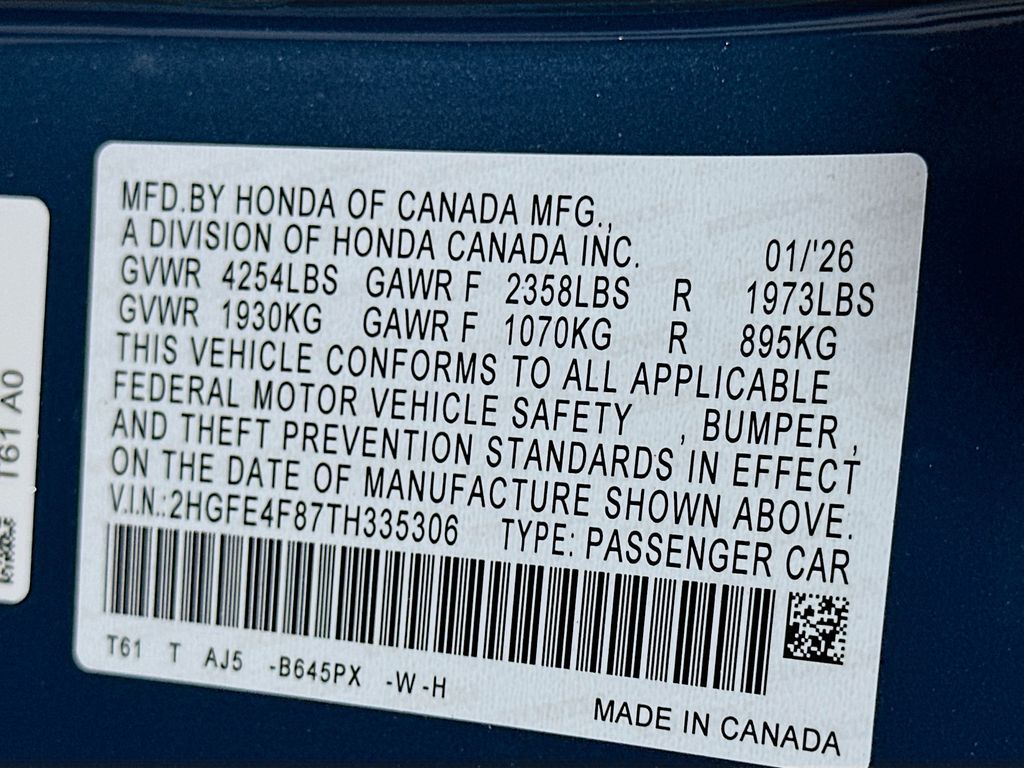 MFD.BY HONDA OF CANADA MFG.,
A DIVISION OF HONDA CANADA INC. 01/'26
GVWR 4254LBS GAWR F 2358LBS R 1973LBS
GVWR 1930KG GAWR F 1070KG R 895KG
THIS VEHICLE CONFORMS TO ALL APPLICABLE
FEDERAL MOTOR VEHICLE SAFETY , BUMPER ,
AND THEFT PREVENTION STANDARDS IN EFFECT
ON THE DATE OF MANUFACTURE SHOWN ABOVE.
V.I.N.:2HGFE4F87TH335306 TYPE: PASSENGER CAR
T61 T AJ5 -B645PX -W -H
MADE IN CANADA
T61 A0